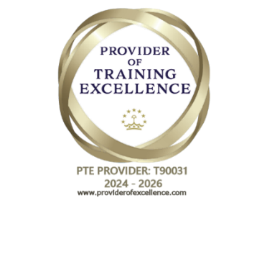 PROVIDER
OF
TRAINING
EXCELLENCE
PTE PROVIDER: T90031
2024 - 2026
www.providerofexcellence.com